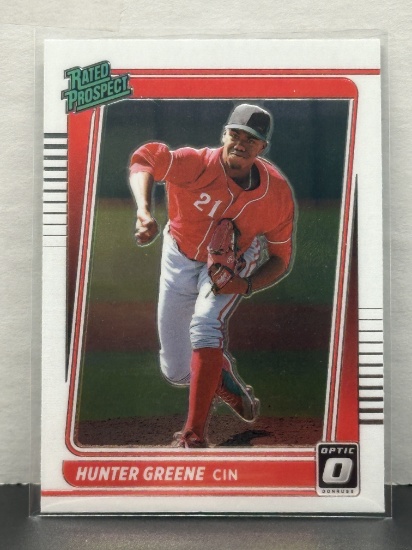 RATED
PROSPECT
21
HUNTER GREENE CIN
OPTIC
DONRUSS